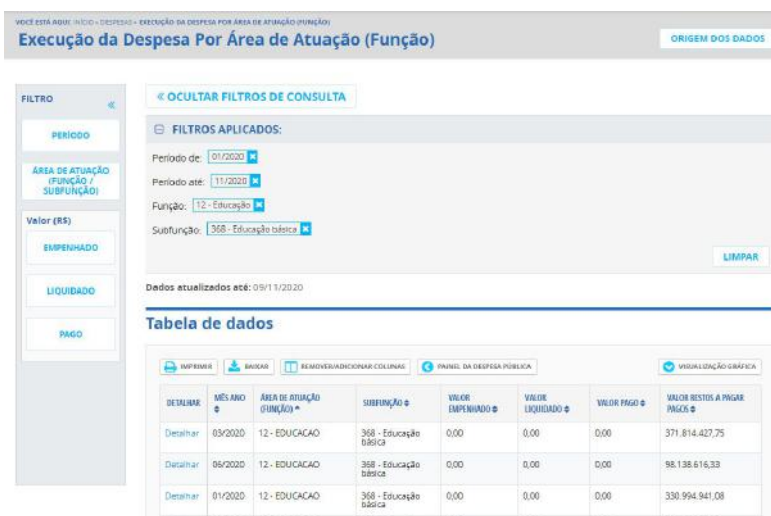 VOCÊ ESTÁ AQUI: INÍCIO » DESPESAS » EXECUÇÃO DA DESPESA POR ÁREA DE ATUAÇÃO (FUNÇÃO)
Execução da Despesa Por Área de Atuação (Função)
ORIGEM DOS DADOS
FILTRO «
PERÍODO
ÁREA DE ATUAÇÃO
(FUNÇÃO /
SUBFUNÇÃO)
Valor (R$)
EMPENHADO
LIQUIDADO
PAGO
« OCULTAR FILTROS DE CONSULTA
FILTROS APLICADOS:
Período de: 01/2020 x
Período até: 11/2020 x
Função: 12 - Educação x
Subfunção: 368 - Educação básica x
LIMPAR
Dados atualizados até: 09/11/2020
Tabela de dados
IMPRIMIR BAIXAR REMOVER/ADICIONAR COLUNAS PAINEL DA DESPESA PÚBLICA VISUALIZAÇÃO GRÁFICA
DETALHAR MÊS ANO ÁREA DE ATUAÇÃO (FUNÇÃO) SUBFUNÇÃO VALOR EMPENHADO VALOR LIQUIDADO VALOR PAGO VALOR RESTOS A PAGAR PAGOS
Detalhar 03/2020 12 - EDUCACAO 368 - Educação básica 0,00 0,00 0,00 371.814.427,75
Detalhar 06/2020 12 - EDUCACAO 368 - Educação básica 0,00 0,00 0,00 98.138.616,33
Detalhar 01/2020 12 - EDUCACAO 368 - Educação básica 0,00 0,00 0,00 330.994.941,08